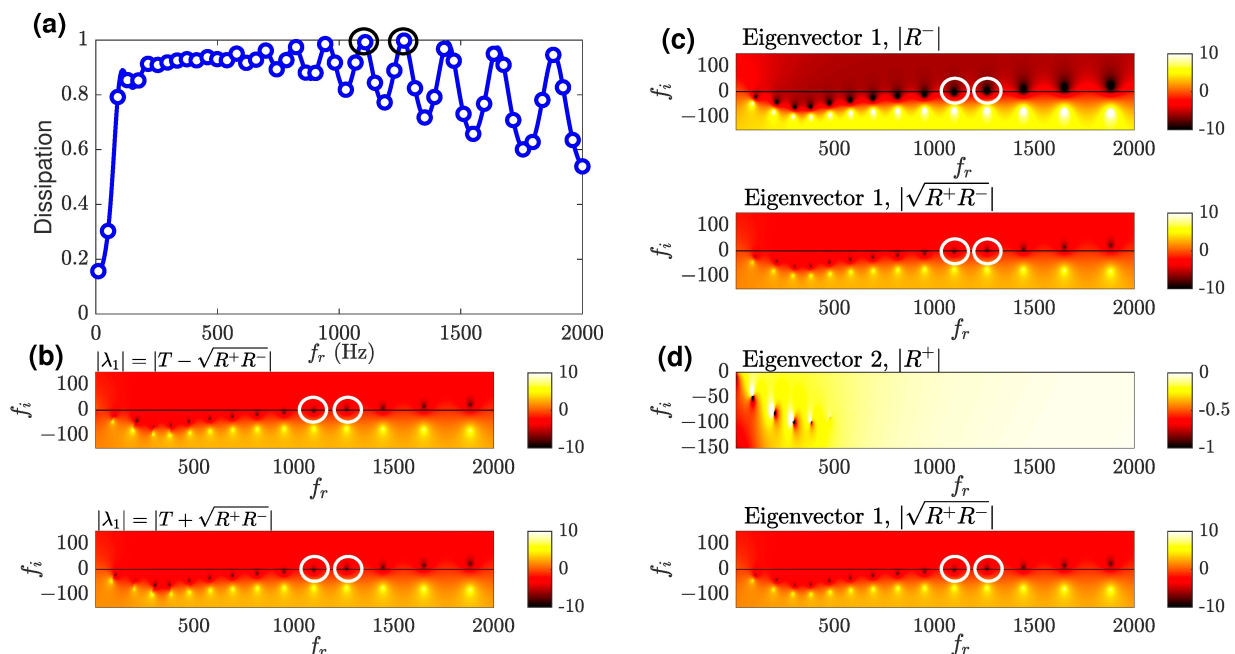 (a)
1
0.8
0.6
0.4
0.2
0
Dissipation
0 500 1000 1500 2000
f_r (Hz)
(b)
|λ₁| = |T − √R⁺R⁻|
100
0
−100
f_i
500 1000 1500 2000
f_r
10
0
-10
|λ₁| = |T + √R⁺R⁻|
100
0
−100
f_i
500 1000 1500 2000
f_r
10
0
-10
(c)
Eigenvector 1, |R⁻|
100
0
−100
f_i
500 1000 1500 2000
f_r
10
0
-10
Eigenvector 1, |√R⁺R⁻|
100
0
−100
f_i
500 1000 1500 2000
f_r
10
0
-10
(d)
Eigenvector 2, |R⁺|
0
−50
−100
−150
f_i
500 1000 1500 2000
f_r
0
-0.5
-1
Eigenvector 1, |√R⁺R⁻|
100
0
−100
f_i
500 1000 1500 2000
f_r
10
0
-10